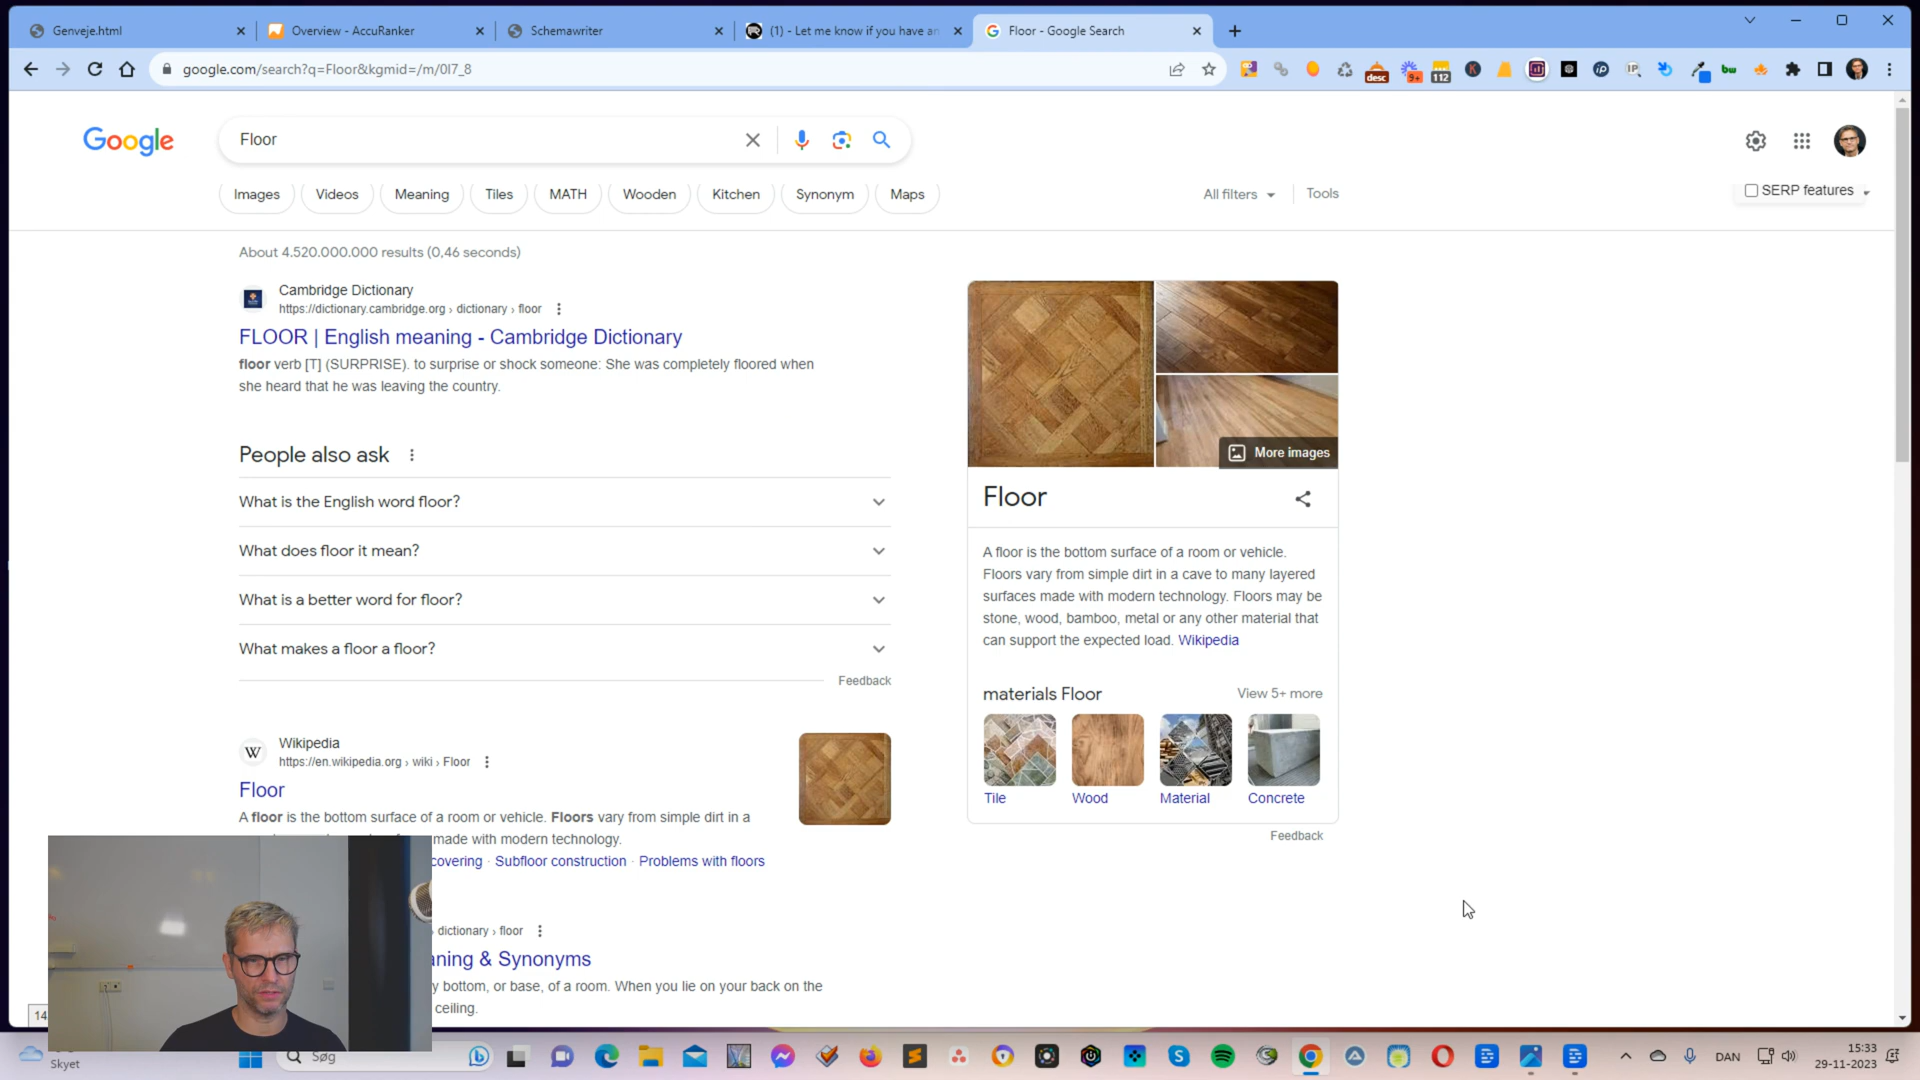 Genveje.html
Overview - AccuRanker
Schemawriter
(1) - Let me know if you have an
Floor - Google Search
google.com/search?q=Floor&kgmid=/m/0l7_8
desc
9+
112
IP
bw
Google
Floor
Images
Videos
Meaning
Tiles
MATH
Wooden
Kitchen
Synonym
Maps
All filters
Tools
SERP features
About 4.520.000.000 results (0,46 seconds)
Cambridge Dictionary
https://dictionary.cambridge.org › dictionary › floor
FLOOR | English meaning - Cambridge Dictionary
floor verb [T] (SURPRISE). to surprise or shock someone: She was completely floored when
she heard that he was leaving the country.
People also ask
What is the English word floor?
What does floor it mean?
What is a better word for floor?
What makes a floor a floor?
Feedback
W
Wikipedia
https://en.wikipedia.org › wiki › Floor
Floor
A floor is the bottom surface of a room or vehicle. Floors vary from simple dirt in a
made with modern technology.
covering · Subfloor construction · Problems with floors
dictionary › floor
aning & Synonyms
y bottom, or base, of a room. When you lie on your back on the
ceiling.
More images
Floor
A floor is the bottom surface of a room or vehicle.
Floors vary from simple dirt in a cave to many layered
surfaces made with modern technology. Floors may be
stone, wood, bamboo, metal or any other material that
can support the expected load. Wikipedia
materials Floor
View 5+ more
Tile
Wood
Material
Concrete
Feedback
14
Skyet
Søg
DAN
15:33
29-11-2023